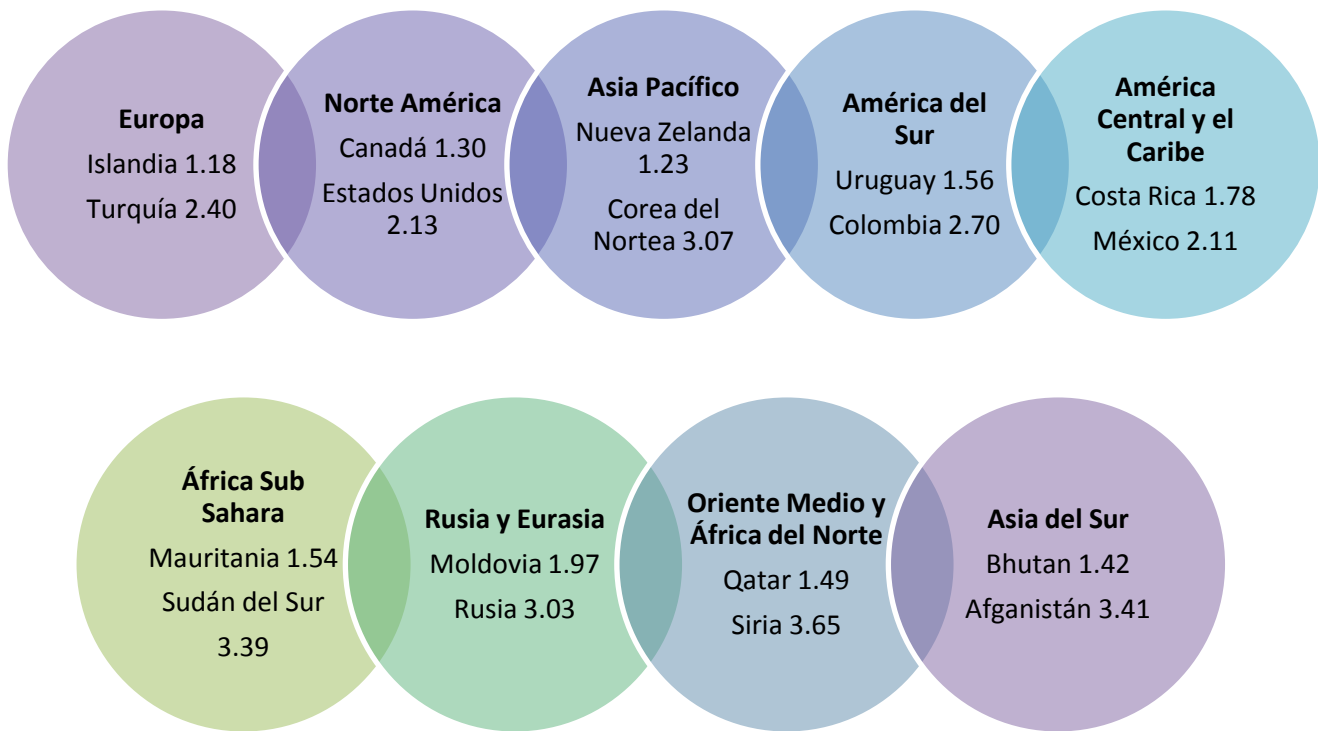 Europa
Islandia 1.18
Turquía 2.40
Norte América
Canadá 1.30
Estados Unidos
2.13
Asia Pacífico
Nueva Zelanda
1.23
Corea del
Nortea 3.07
América del
Sur
Uruguay 1.56
Colombia 2.70
América
Central y el
Caribe
Costa Rica 1.78
México 2.11
África Sub
Sahara
Mauritania 1.54
Sudán del Sur
3.39
Rusia y Eurasia
Moldovia 1.97
Rusia 3.03
Oriente Medio y
África del Norte
Qatar 1.49
Siria 3.65
Asia del Sur
Bhutan 1.42
Afganistán 3.41